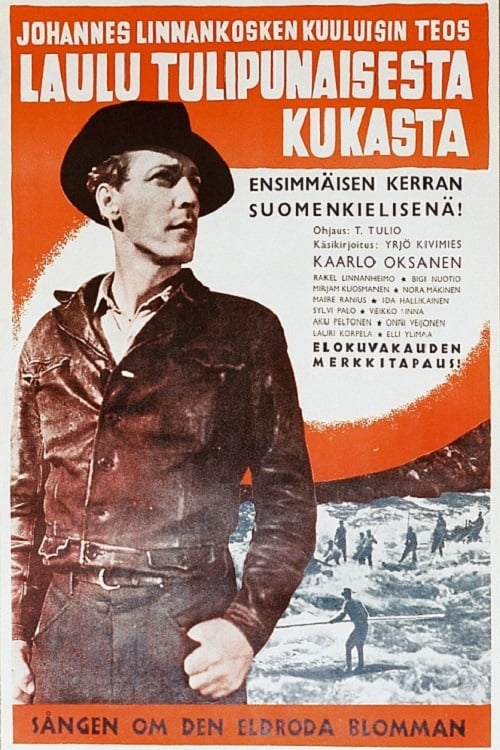 JOHANNES LINNANKOSKEN KUULUISIN TEOS
LAULU TULIPUNAISESTA
KUKASTA
ENSIMMÄISEN KERRAN
SUOMENKIELISENÄ!
Ohjaus: T. TULIO
Käsikirjoitus: YRJÖ KIVIMIES
KAARLO OKSANEN
RAKEL LINNANHEIMO ★ BIGI NUOTIO
MIRJAM KUOSMANEN ★ NORA MÄKINEN
MAIRE RANIUS ★ IDA HALLIKAINEN
SYLVI PALO ★ VEIKKO LINNA
AKU PELTONEN ★ ONNI VEIJONEN
LAURI KORPELA ★ ELLI YLIMAA
ELOKUVAKAUDEN
MERKKITAPAUS!
SÅNGEN OM DEN ELDRÖDA BLOMMAN